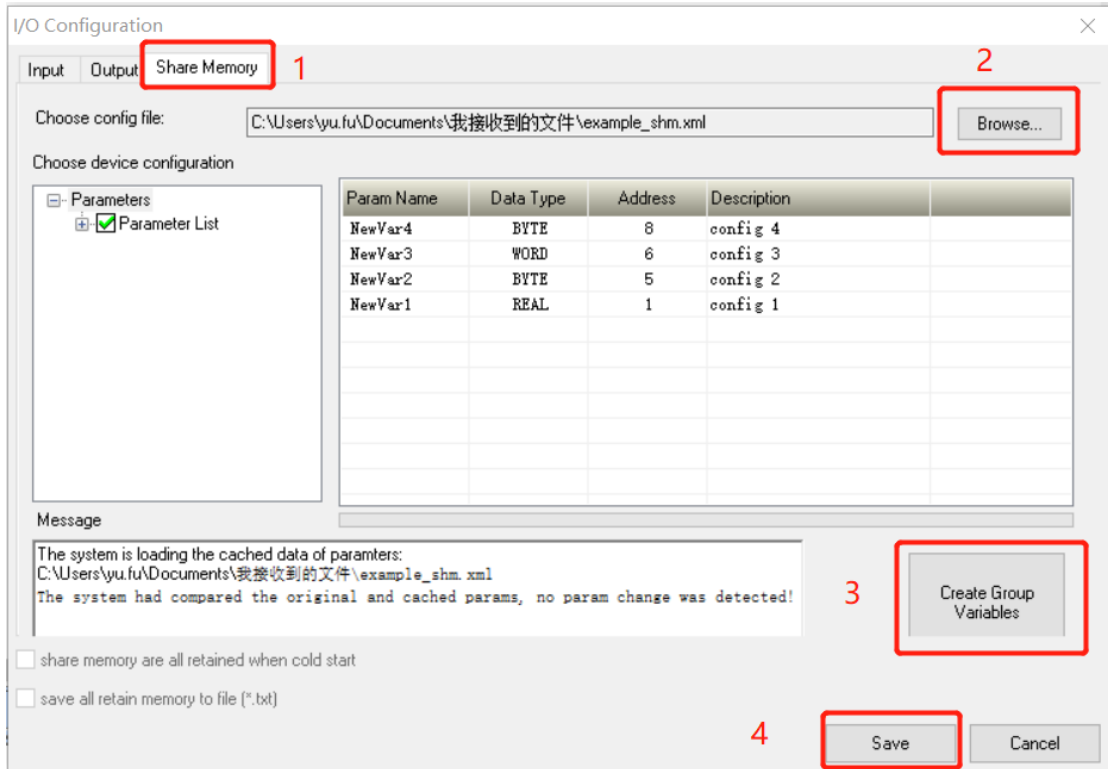 I/O Configuration
Input Output Share Memory 1
2
Choose config file: C:\Users\yu.fu\Documents\我接收到的文件\example_shm.xml Browse...
Choose device configuration
Parameters
Parameter List
Param Name Data Type Address Description
NewVar4 BYTE 8 config 4
NewVar3 WORD 6 config 3
NewVar2 BYTE 5 config 2
NewVar1 REAL 1 config 1
Message
The system is loading the cached data of paramters:
C:\Users\yu.fu\Documents\我接收到的文件\example_shm.xml
The system had compared the original and cached params, no param change was detected!
3
Create Group
Variables
share memory are all retained when cold start
save all retain memory to file (*.txt)
4
Save Cancel